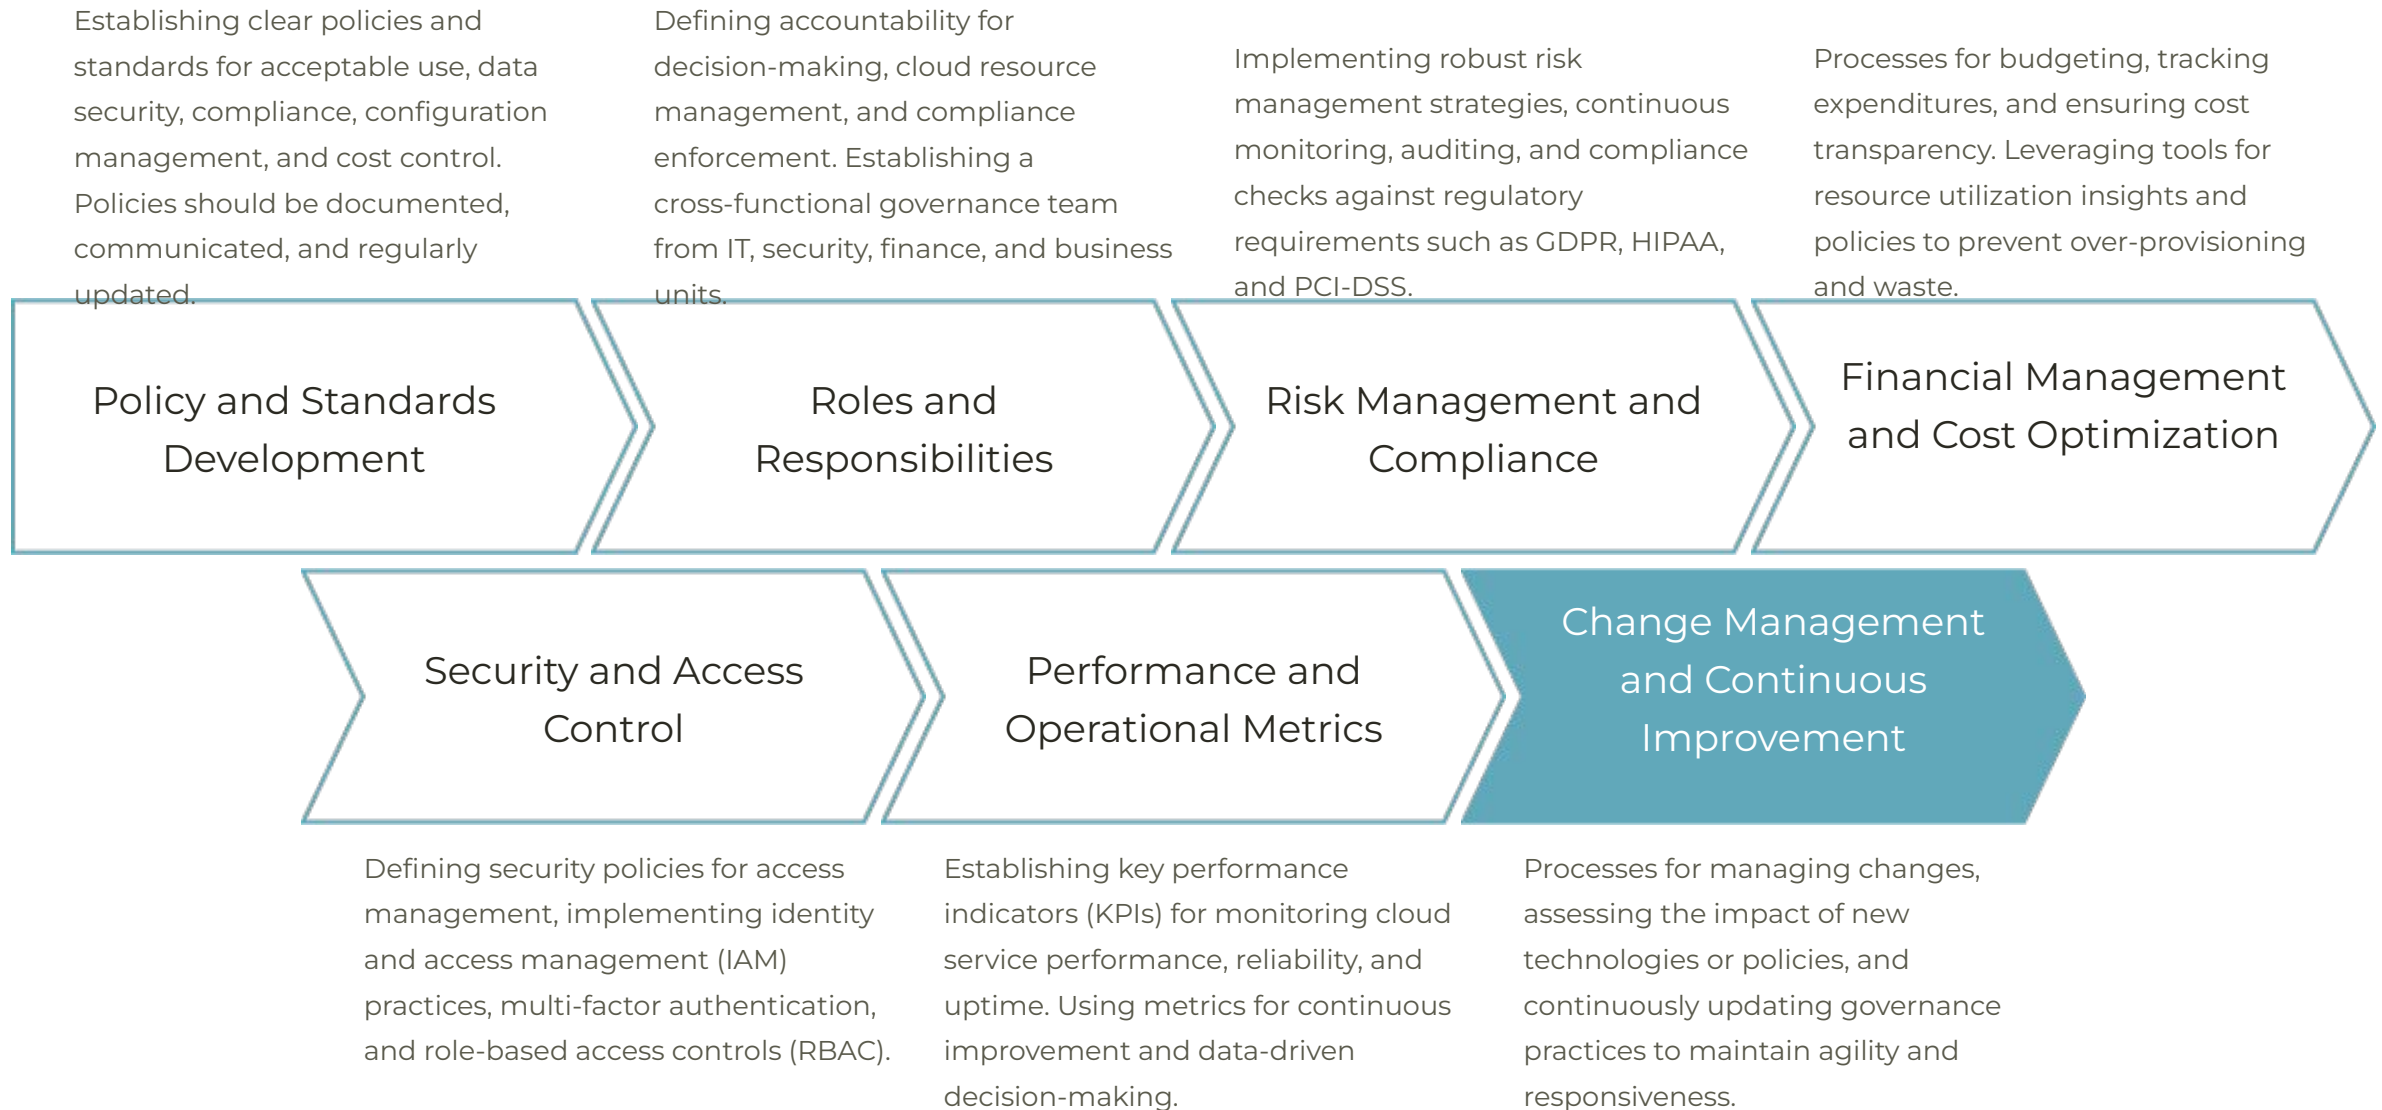 Establishing clear policies and
standards for acceptable use, data
security, compliance, configuration
management, and cost control.
Policies should be documented,
communicated, and regularly
updated.
Defining accountability for
decision-making, cloud resource
management, and compliance
enforcement. Establishing a
cross-functional governance team
from IT, security, finance, and business
units.
Implementing robust risk
management strategies, continuous
monitoring, auditing, and compliance
checks against regulatory
requirements such as GDPR, HIPAA,
and PCI-DSS.
Processes for budgeting, tracking
expenditures, and ensuring cost
transparency. Leveraging tools for
resource utilization insights and
policies to prevent over-provisioning
and waste.
Policy and Standards
Development
Roles and
Responsibilities
Risk Management and
Compliance
Financial Management
and Cost Optimization
Security and Access
Control
Performance and
Operational Metrics
Change Management
and Continuous
Improvement
Defining security policies for access
management, implementing identity
and access management (IAM)
practices, multi-factor authentication,
and role-based access controls (RBAC).
Establishing key performance
indicators (KPIs) for monitoring cloud
service performance, reliability, and
uptime. Using metrics for continuous
improvement and data-driven
decision-making.
Processes for managing changes,
assessing the impact of new
technologies or policies, and
continuously updating governance
practices to maintain agility and
responsiveness.